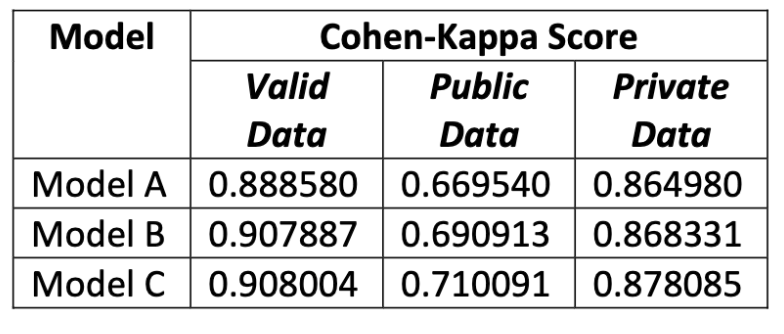 Model Cohen-Kappa Score
Valid Data Public Data Private Data
Model A 0.888580 0.669540 0.864980
Model B 0.907887 0.690913 0.868331
Model C 0.908004 0.710091 0.878085